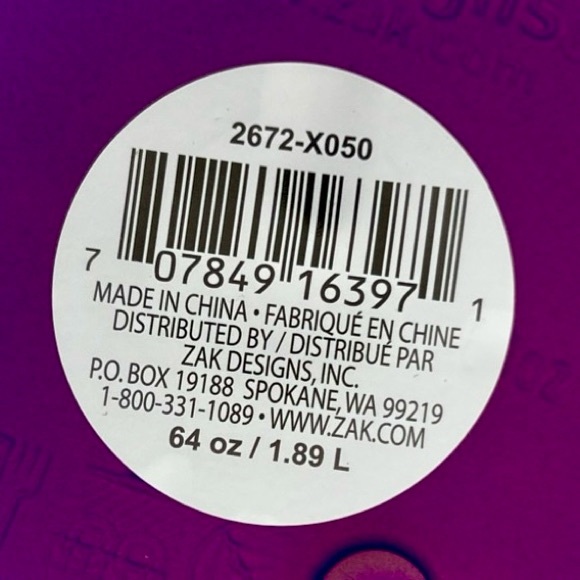 2672-X050
7 07849 16397 1
MADE IN CHINA • FABRIQUÉ EN CHINE
DISTRIBUTED BY / DISTRIBUÉ PAR
ZAK DESIGNS, INC.
P.O. BOX 19188 SPOKANE, WA 99219
1-800-331-1089 • WWW.ZAK.COM
64 oz / 1.89 L